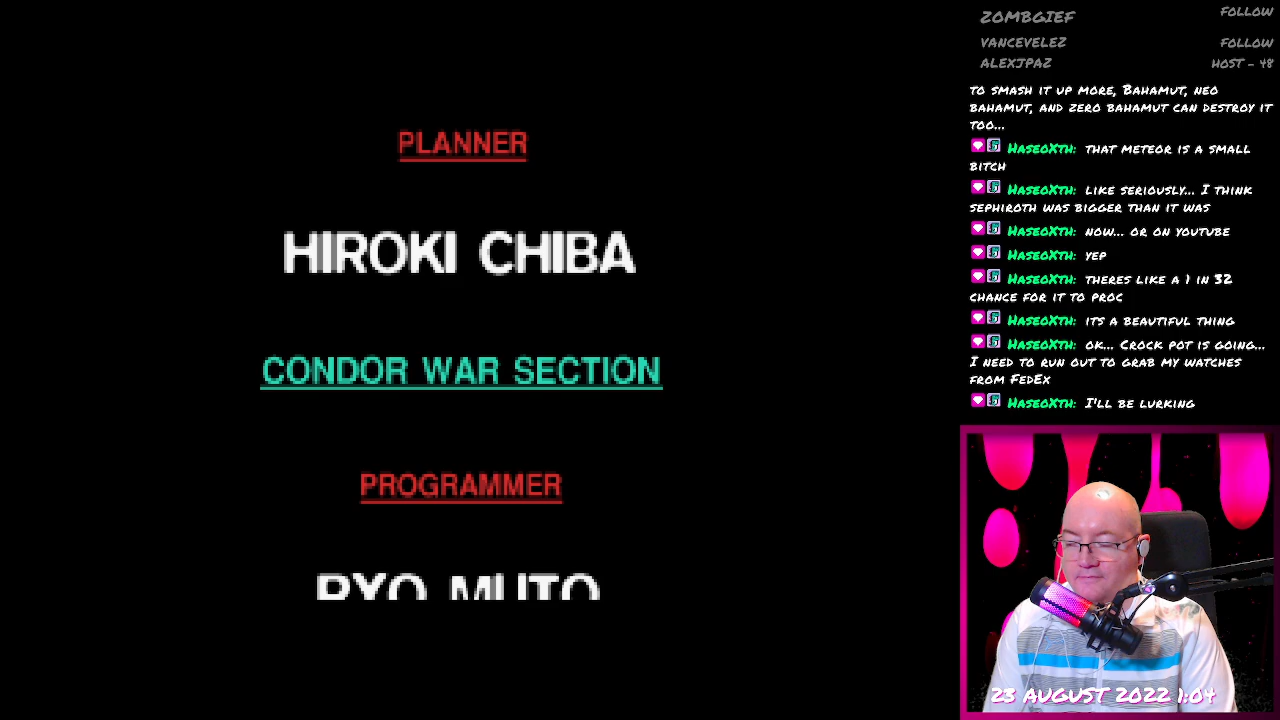 PLANNER
HIROKI CHIBA
CONDOR WAR SECTION
PROGRAMMER
RYO MUTO
ZOMBGIEF FOLLOW
VANCEVELEZ FOLLOW
ALEXJPAZ HOST - 48
TO SMASH IT UP MORE, BAHAMUT, NEO
BAHAMUT, AND ZERO BAHAMUT CAN DESTROY IT
TOO...
HASEOXTH: THAT METEOR IS A SMALL
BITCH
HASEOXTH: LIKE SERIOUSLY... I THINK
SEPHIROTH WAS BIGGER THAN IT WAS
HASEOXTH: NOW... OR ON YOUTUBE
HASEOXTH: YEP
HASEOXTH: THERES LIKE A 1 IN 32
CHANCE FOR IT TO PROC
HASEOXTH: ITS A BEAUTIFUL THING
HASEOXTH: OK... CROCK POT IS GOING...
I NEED TO RUN OUT TO GRAB MY WATCHES
FROM FEDEX
HASEOXTH: I'LL BE LURKING
23 AUGUST 2022 1:04